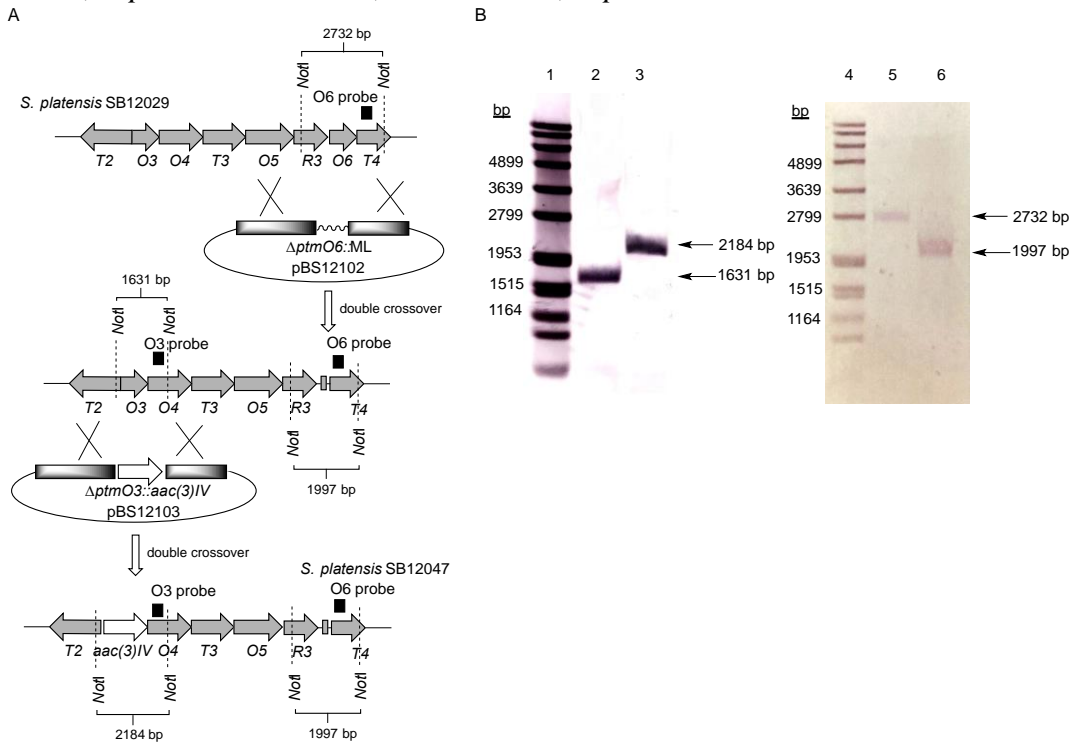 A
2732 bp
NotI
NotI
S. platensis SB12029
O6 probe
T2 O3 O4 T3 O5 R3 O6 T4
ΔptmO6::ML
pBS12102
1631 bp
double crossover
NotI
NotI
O3 probe
O6 probe
T2 O3 O4 T3 O5 R3 T4
NotI
NotI
1997 bp
ΔptmO3::aac(3)IV
pBS12103
double crossover
S. platensis SB12047
O3 probe
O6 probe
T2 aac(3)IV O4 T3 O5 R3 T4
NotI
NotI
NotI
NotI
2184 bp
1997 bp
B
1 2 3
bp
4899
3639
2799
1953
1515
1164
2184 bp
1631 bp
4 5 6
bp
4899
3639
2799
1953
1515
1164
2732 bp
1997 bp